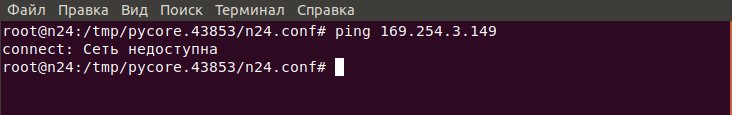 Файл Правка Вид Поиск Терминал Справка
root@n24:/tmp/pycore.43853/n24.conf# ping 169.254.3.149
connect: Сеть недоступна
root@n24:/tmp/pycore.43853/n24.conf#